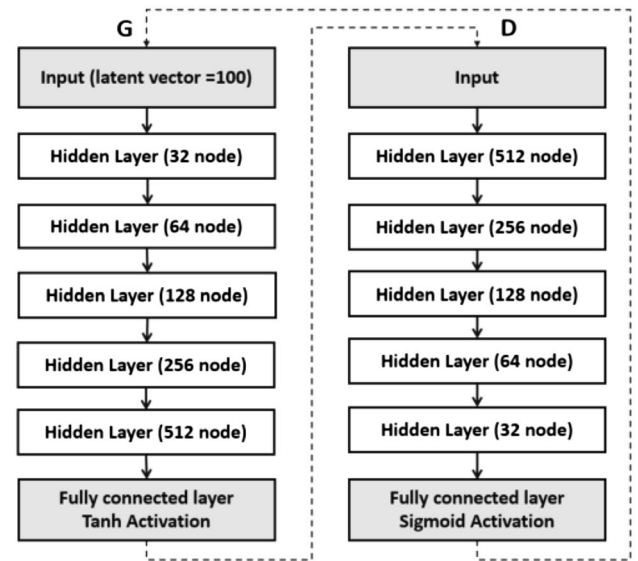 G
Input (latent vector =100)
Hidden Layer (32 node)
Hidden Layer (64 node)
Hidden Layer (128 node)
Hidden Layer (256 node)
Hidden Layer (512 node)
Fully connected layer
Tanh Activation
D
Input
Hidden Layer (512 node)
Hidden Layer (256 node)
Hidden Layer (128 node)
Hidden Layer (64 node)
Hidden Layer (32 node)
Fully connected layer
Sigmoid Activation